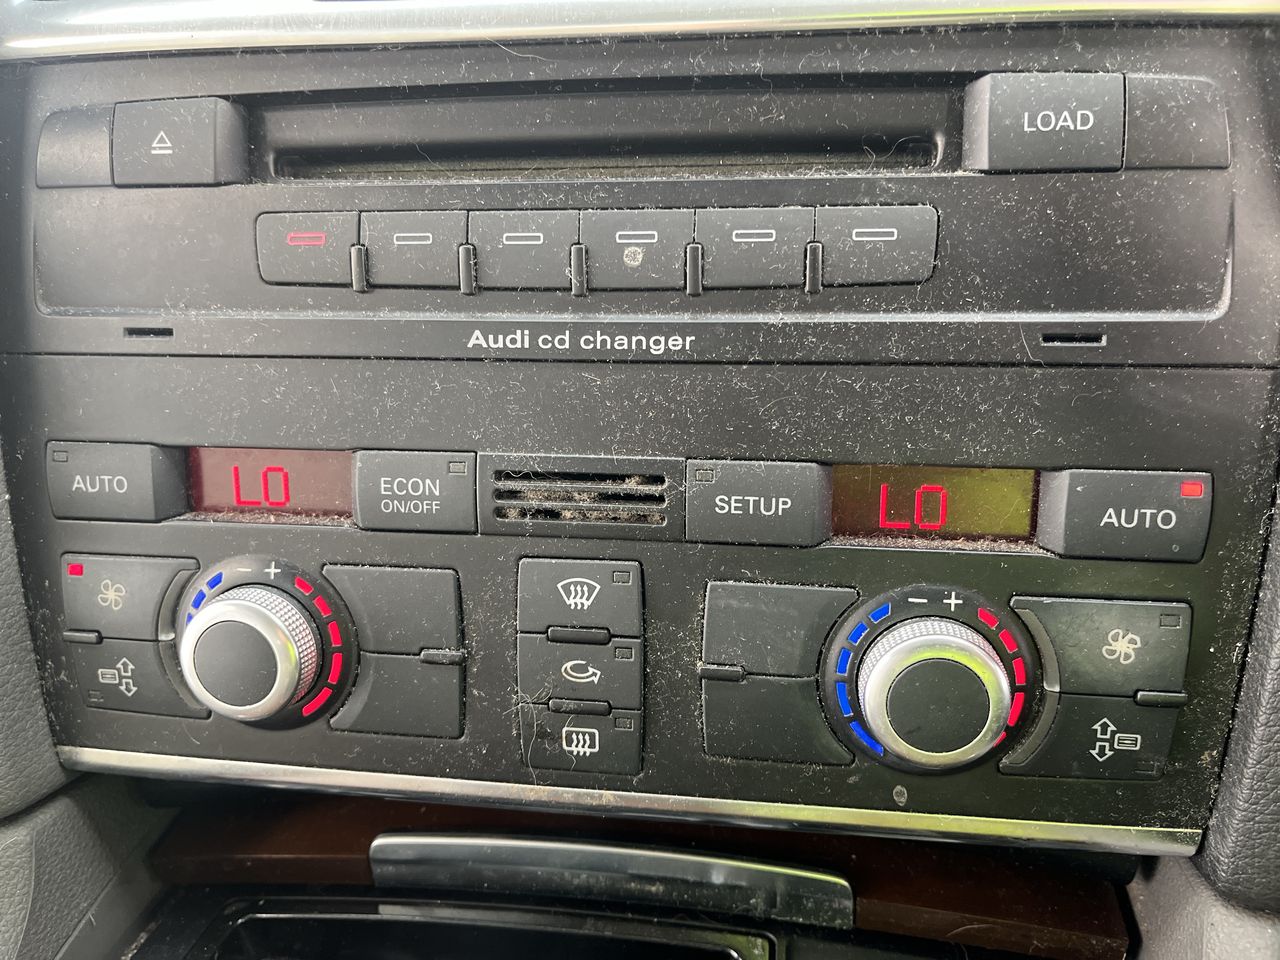 LOAD
Audi cd changer
AUTO
LO
ECON
ON/OFF
SETUP
LO
AUTO
− +
− +